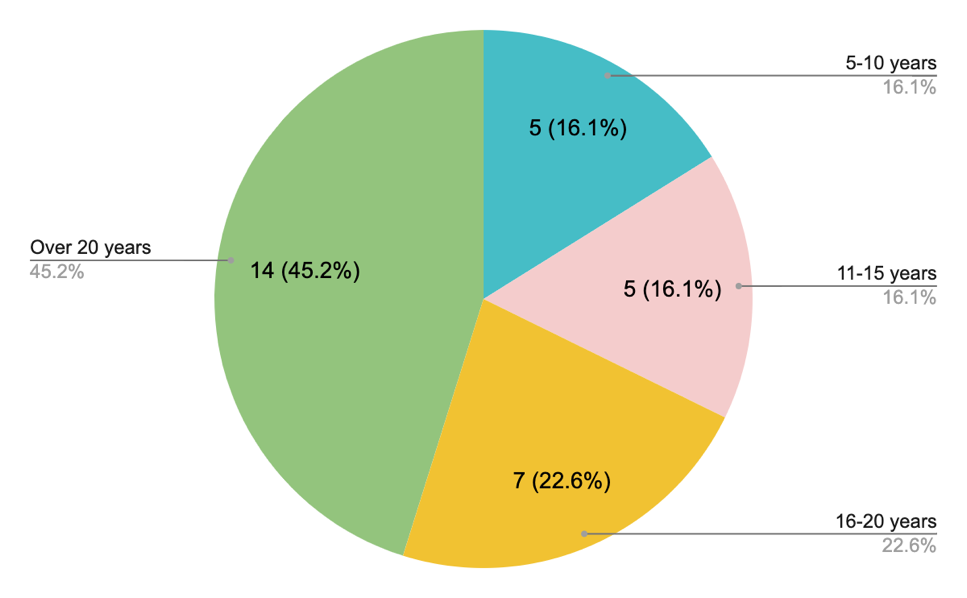 5-10 years
16.1%
5 (16.1%)
Over 20 years
45.2%
14 (45.2%)
11-15 years
16.1%
5 (16.1%)
7 (22.6%)
16-20 years
22.6%